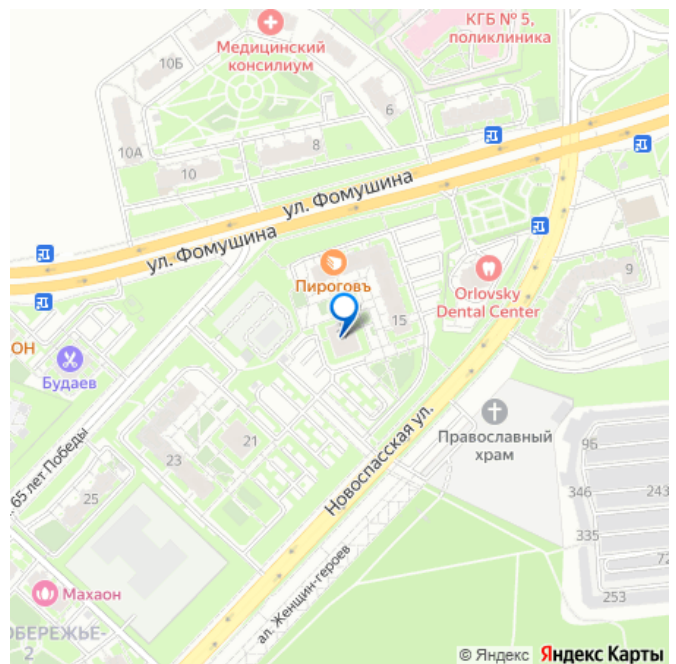 КГБ № 5,
поликлиника
Медицинский
консилиум
10Б
6
10А
8
10
ул. Фомушина
ул. Фомушина
9
Пироговъ
Orlovsky
Dental Center
15
ОН
Будаев
Новоспасская ул.
Православный
храм
96
21
65 лет Победы
23
346
243
25
335
72
ал. Женщин-героев
253
Махаон
ОБЕРЕЖЬЕ-
2
© Яндекс Яндекс Карты